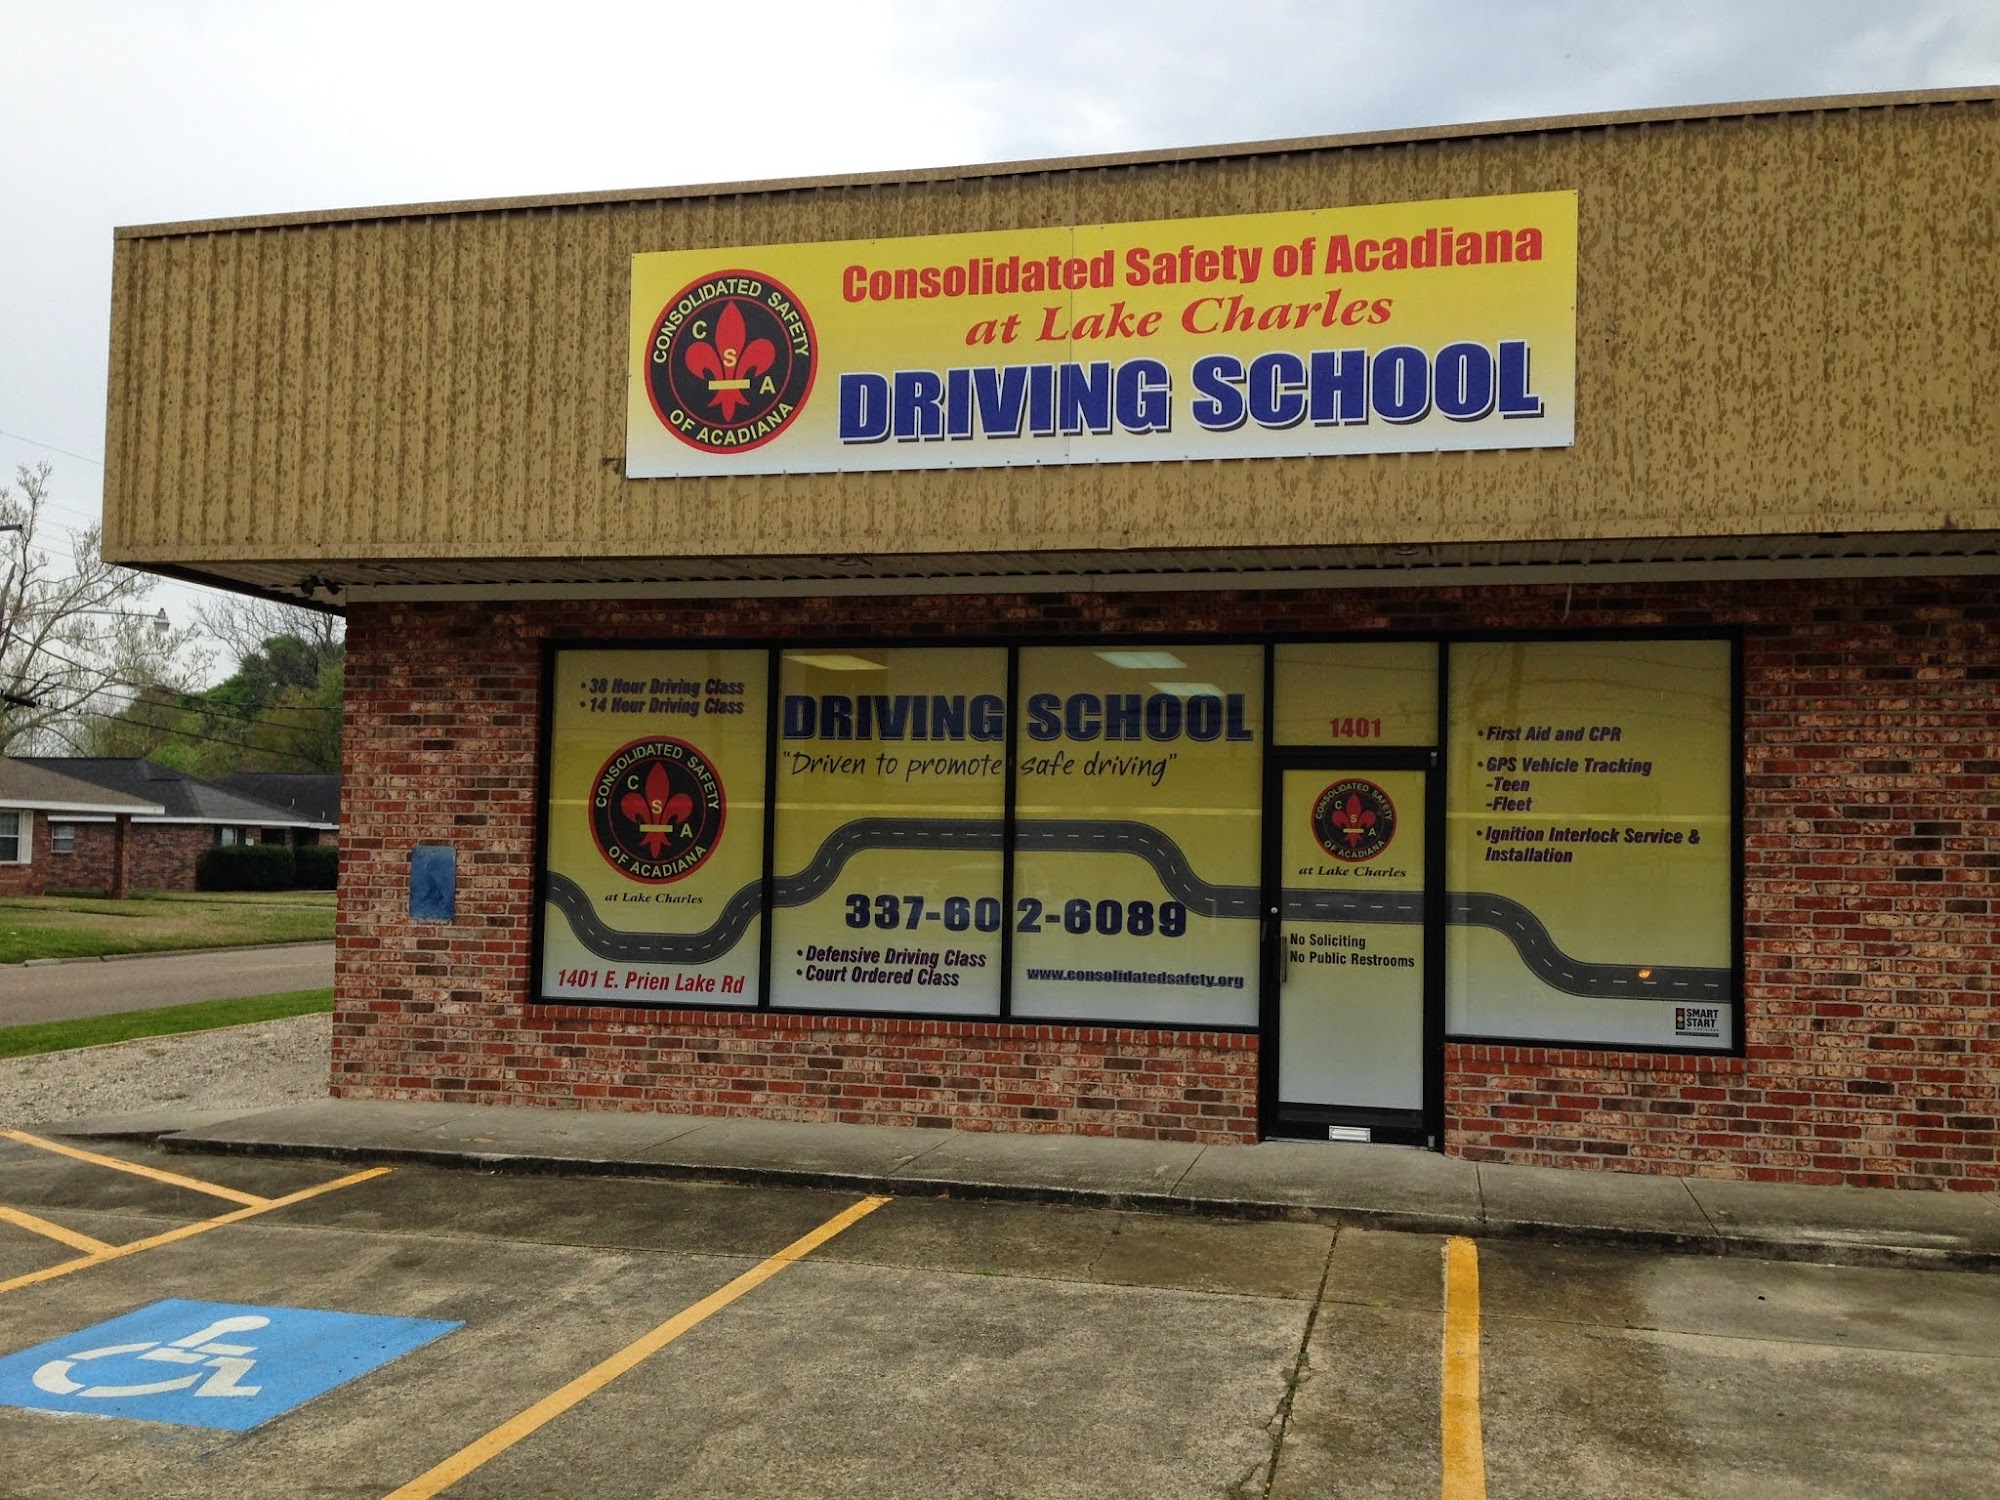 CONSOLIDATED SAFETY
OF ACADIANA
C
S
A
Consolidated Safety of Acadiana
at Lake Charles
DRIVING SCHOOL
• 38 Hour Driving Class
• 14 Hour Driving Class
CONSOLIDATED SAFETY
OF ACADIANA
C
S
A
at Lake Charles
1401 E. Prien Lake Rd
DRIVING SCHOOL
"Driven to promote safe driving"
337-602-6089
• Defensive Driving Class
• Court Ordered Class
www.consolidatedsafety.org
1401
CONSOLIDATED SAFETY
OF ACADIANA
C
S
A
at Lake Charles
No Soliciting
No Public Restrooms
• First Aid and CPR
• GPS Vehicle Tracking
-Teen
-Fleet
• Ignition Interlock Service &
Installation
SMART
START